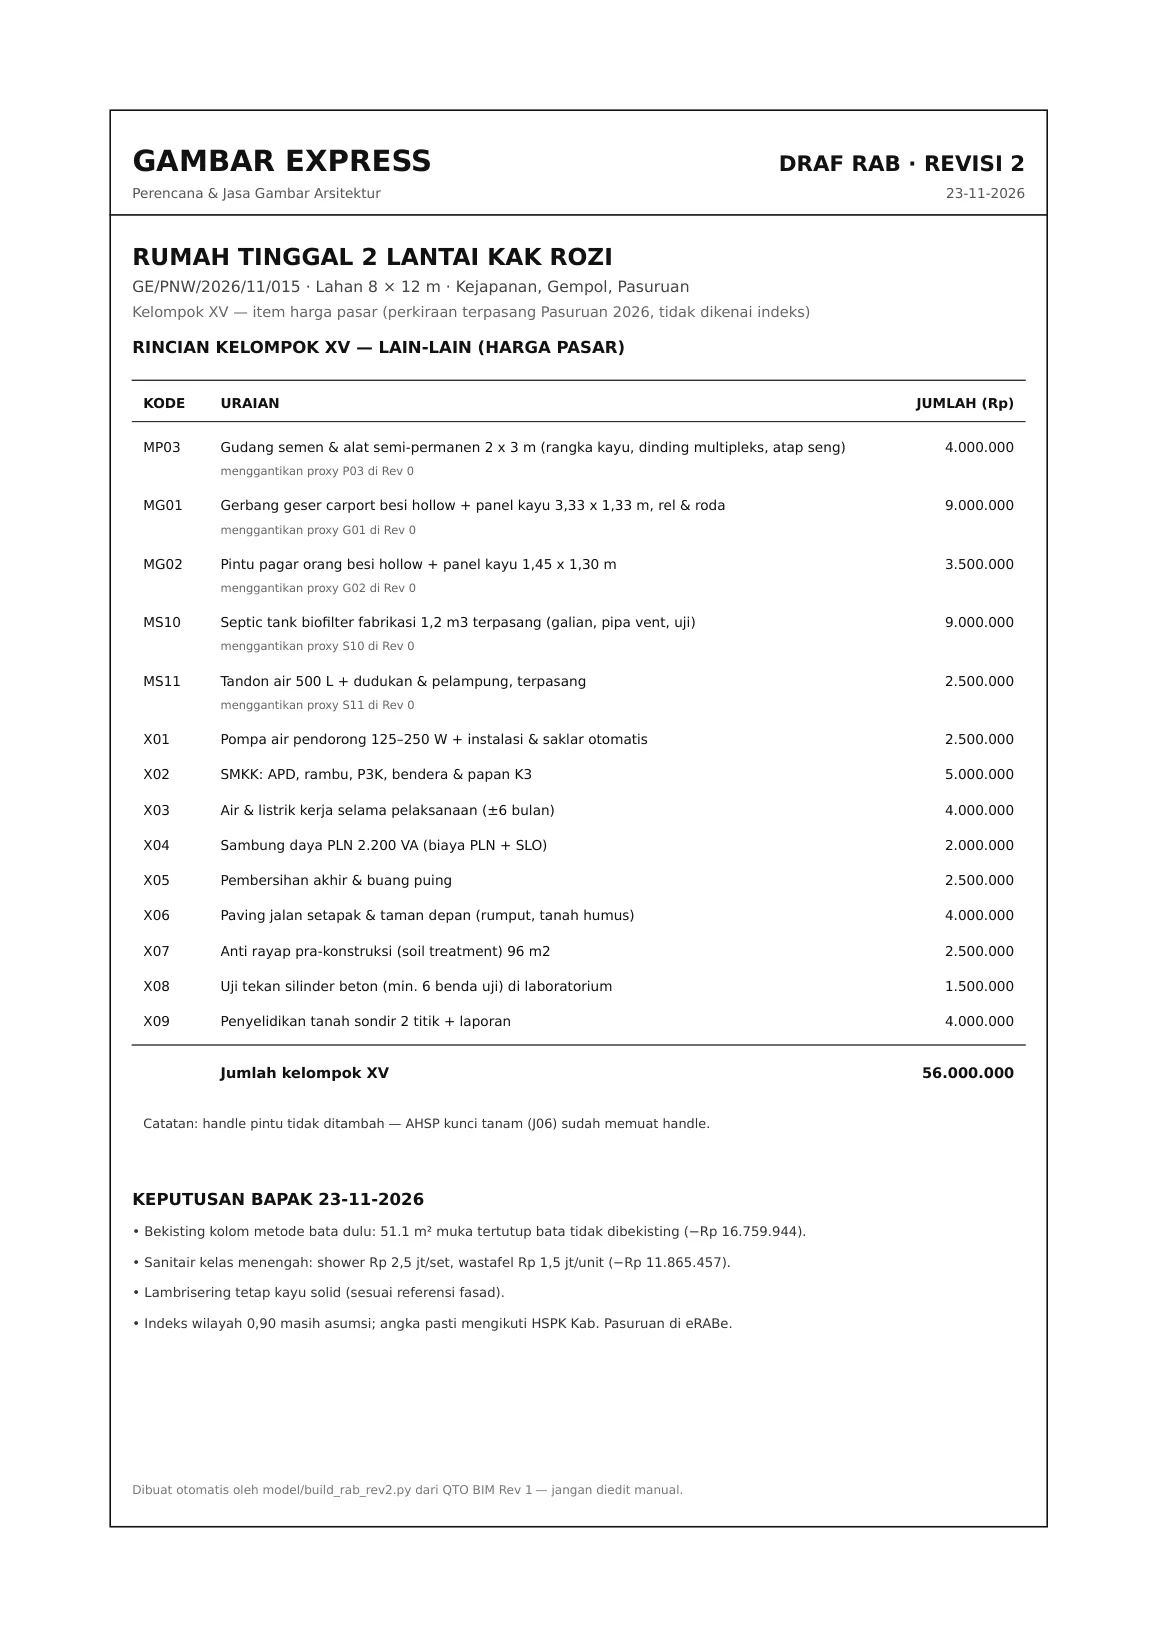 GAMBAR EXPRESS
DRAF RAB · REVISI 2
Perencana & Jasa Gambar Arsitektur
23-11-2026
RUMAH TINGGAL 2 LANTAI KAK ROZI
GE/PNW/2026/11/015 · Lahan 8 × 12 m · Kejapanan, Gempol, Pasuruan
Kelompok XV — item harga pasar (perkiraan terpasang Pasuruan 2026, tidak dikenai indeks)
RINCIAN KELOMPOK XV — LAIN-LAIN (HARGA PASAR)
KODE URAIAN JUMLAH (Rp)
MP03 Gudang semen & alat semi-permanen 2 x 3 m (rangka kayu, dinding multipleks, atap seng) 4.000.000
menggantikan proxy P03 di Rev 0
MG01 Gerbang geser carport besi hollow + panel kayu 3,33 x 1,33 m, rel & roda 9.000.000
menggantikan proxy G01 di Rev 0
MG02 Pintu pagar orang besi hollow + panel kayu 1,45 x 1,30 m 3.500.000
menggantikan proxy G02 di Rev 0
MS10 Septic tank biofilter fabrikasi 1,2 m3 terpasang (galian, pipa vent, uji) 9.000.000
menggantikan proxy S10 di Rev 0
MS11 Tandon air 500 L + dudukan & pelampung, terpasang 2.500.000
menggantikan proxy S11 di Rev 0
X01 Pompa air pendorong 125–250 W + instalasi & saklar otomatis 2.500.000
X02 SMKK: APD, rambu, P3K, bendera & papan K3 5.000.000
X03 Air & listrik kerja selama pelaksanaan (±6 bulan) 4.000.000
X04 Sambung daya PLN 2.200 VA (biaya PLN + SLO) 2.000.000
X05 Pembersihan akhir & buang puing 2.500.000
X06 Paving jalan setapak & taman depan (rumput, tanah humus) 4.000.000
X07 Anti rayap pra-konstruksi (soil treatment) 96 m2 2.500.000
X08 Uji tekan silinder beton (min. 6 benda uji) di laboratorium 1.500.000
X09 Penyelidikan tanah sondir 2 titik + laporan 4.000.000
Jumlah kelompok XV 56.000.000
Catatan: handle pintu tidak ditambah — AHSP kunci tanam (J06) sudah memuat handle.
KEPUTUSAN BAPAK 23-11-2026
• Bekisting kolom metode bata dulu: 51.1 m² muka tertutup bata tidak dibekisting (−Rp 16.759.944).
• Sanitair kelas menengah: shower Rp 2,5 jt/set, wastafel Rp 1,5 jt/unit (−Rp 11.865.457).
• Lambrisering tetap kayu solid (sesuai referensi fasad).
• Indeks wilayah 0,90 masih asumsi; angka pasti mengikuti HSPK Kab. Pasuruan di eRABe.
Dibuat otomatis oleh model/build_rab_rev2.py dari QTO BIM Rev 1 — jangan diedit manual.